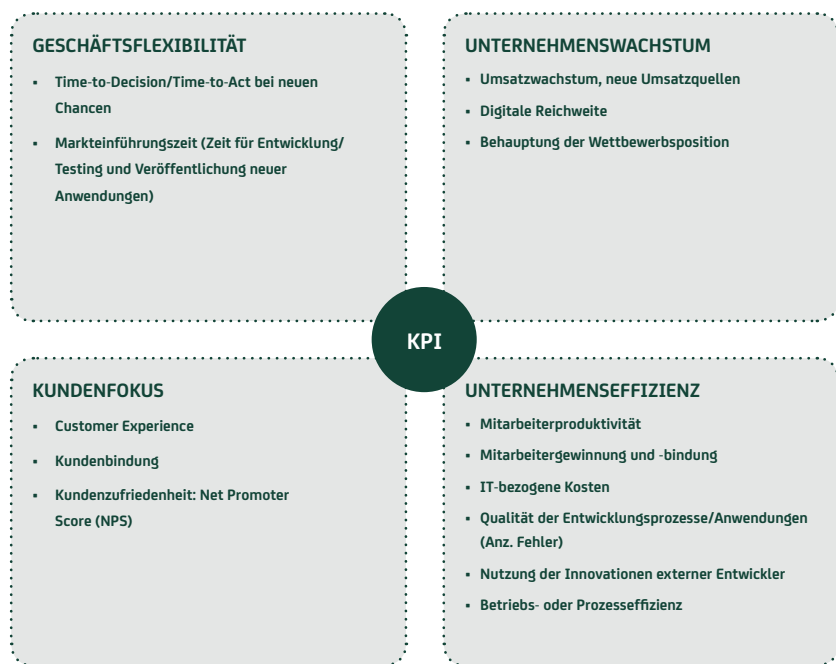 GESCHÄFTSFLEXIBILITÄT
▪ Time-to-Decision/Time-to-Act bei neuen
Chancen
▪ Markteinführungszeit (Zeit für Entwicklung/
Testing und Veröffentlichung neuer
Anwendungen)
UNTERNEHMENSWACHSTUM
▪ Umsatzwachstum, neue Umsatzquellen
▪ Digitale Reichweite
▪ Behauptung der Wettbewerbsposition
KPI
KUNDENFOKUS
▪ Customer Experience
▪ Kundenbindung
▪ Kundenzufriedenheit: Net Promoter
Score (NPS)
UNTERNEHMENSEFFIZIENZ
▪ Mitarbeiterproduktivität
▪ Mitarbeitergewinnung und -bindung
▪ IT-bezogene Kosten
▪ Qualität der Entwicklungsprozesse/Anwendungen
(Anz. Fehler)
▪ Nutzung der Innovationen externer Entwickler
▪ Betriebs- oder Prozesseffizienz